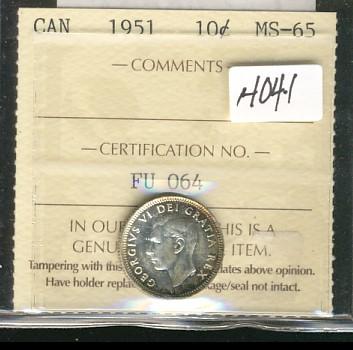 CAN 1951 10¢ MS-65
— COMMENTS —
H041
— CERTIFICATION NO. —
FU 064
IN OUR HIS IS A
GENU ITEM.
Tampering with this ates above opinion.
Have holder repla age/seal not intact.
GEORGIVS VI DEI GRATIA REX